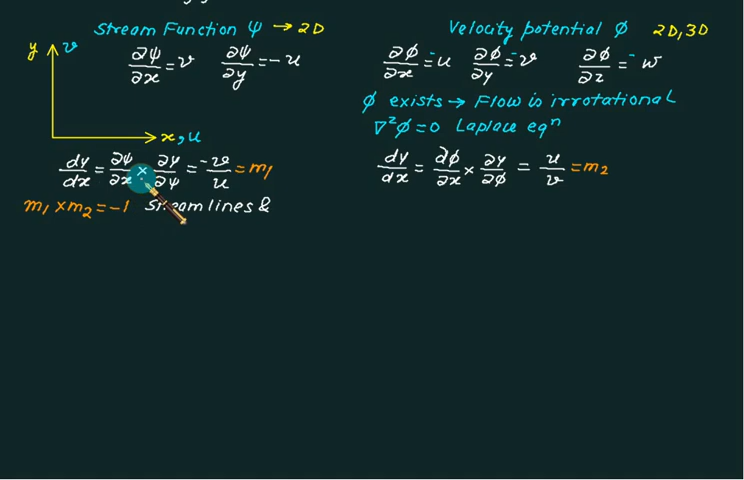 Stream Function ψ → 2D
y v
∂ψ/∂x = v ∂ψ/∂y = -u
x, u
dy/dx = ∂ψ/∂x × ∂y/∂ψ = -v/u = m1
m1 × m2 = -1 Streamlines &
Velocity potential ϕ 2D, 3D
∂ϕ/∂x = -u ∂ϕ/∂y = -v ∂ϕ/∂z = -w
ϕ exists → Flow is irrotational
∇²ϕ = 0 Laplace eqn
dy/dx = ∂ϕ/∂x × ∂y/∂ϕ = u/v = m2